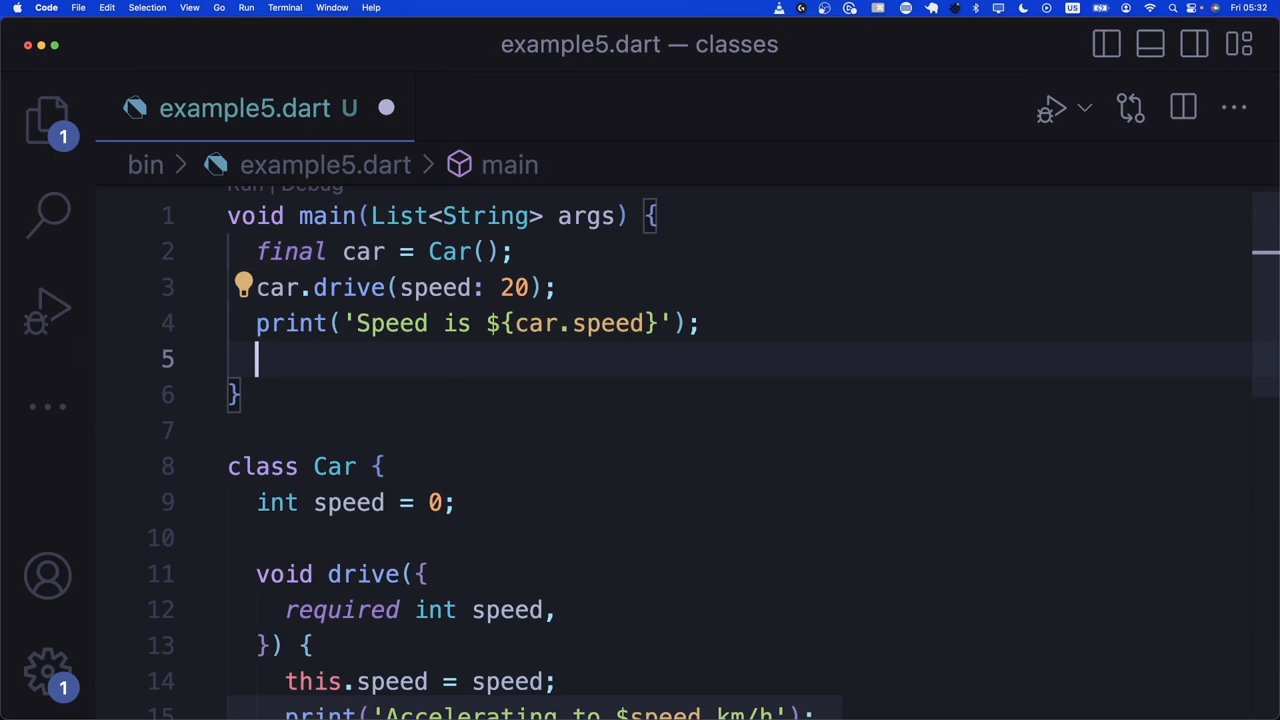 Code File Edit Selection View Go Run Terminal Window Help US Fri 05:32
example5.dart — classes
example5.dart U
1
bin > example5.dart > main
Run | Debug
1 void main(List<String> args) {
2 final car = Car();
3 car.drive(speed: 20);
4 print('Speed is ${car.speed}');
5
6 }
7
8 class Car {
9 int speed = 0;
10
11 void drive({
12 required int speed,
13 }) {
14 this.speed = speed;
1
15 print('Accelerating to $speed km/h');